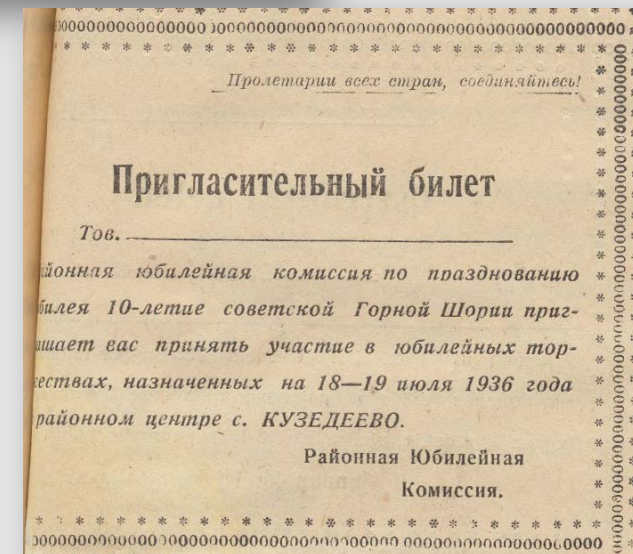 Пролетарии всех стран, соединяйтесь!
Пригласительный билет
Тов.
йонная юбилейная комиссия по празднованию
билея 10-летие советской Горной Шории приг-
шает вас принять участие в юбилейных тор-
ествах, назначенных на 18—19 июля 1936 года
районном центре с. КУЗЕДЕЕВО.
Районная Юбилейная
Комиссия.